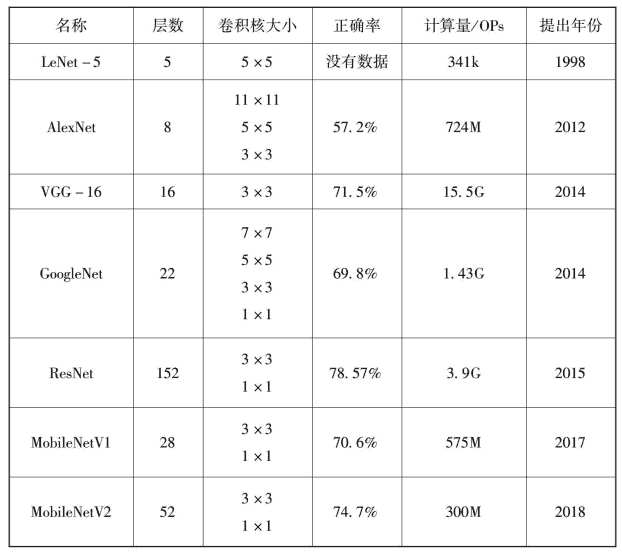 名称 层数 卷积核大小 正确率 计算量/OPs 提出年份
LeNet-5 5 5×5 没有数据 341k 1998
AlexNet 8 11×11 5×5 3×3 57.2% 724M 2012
VGG-16 16 3×3 71.5% 15.5G 2014
GoogleNet 22 7×7 5×5 3×3 1×1 69.8% 1.43G 2014
ResNet 152 3×3 1×1 78.57% 3.9G 2015
MobileNetV1 28 3×3 1×1 70.6% 575M 2017
MobileNetV2 52 3×3 1×1 74.7% 300M 2018